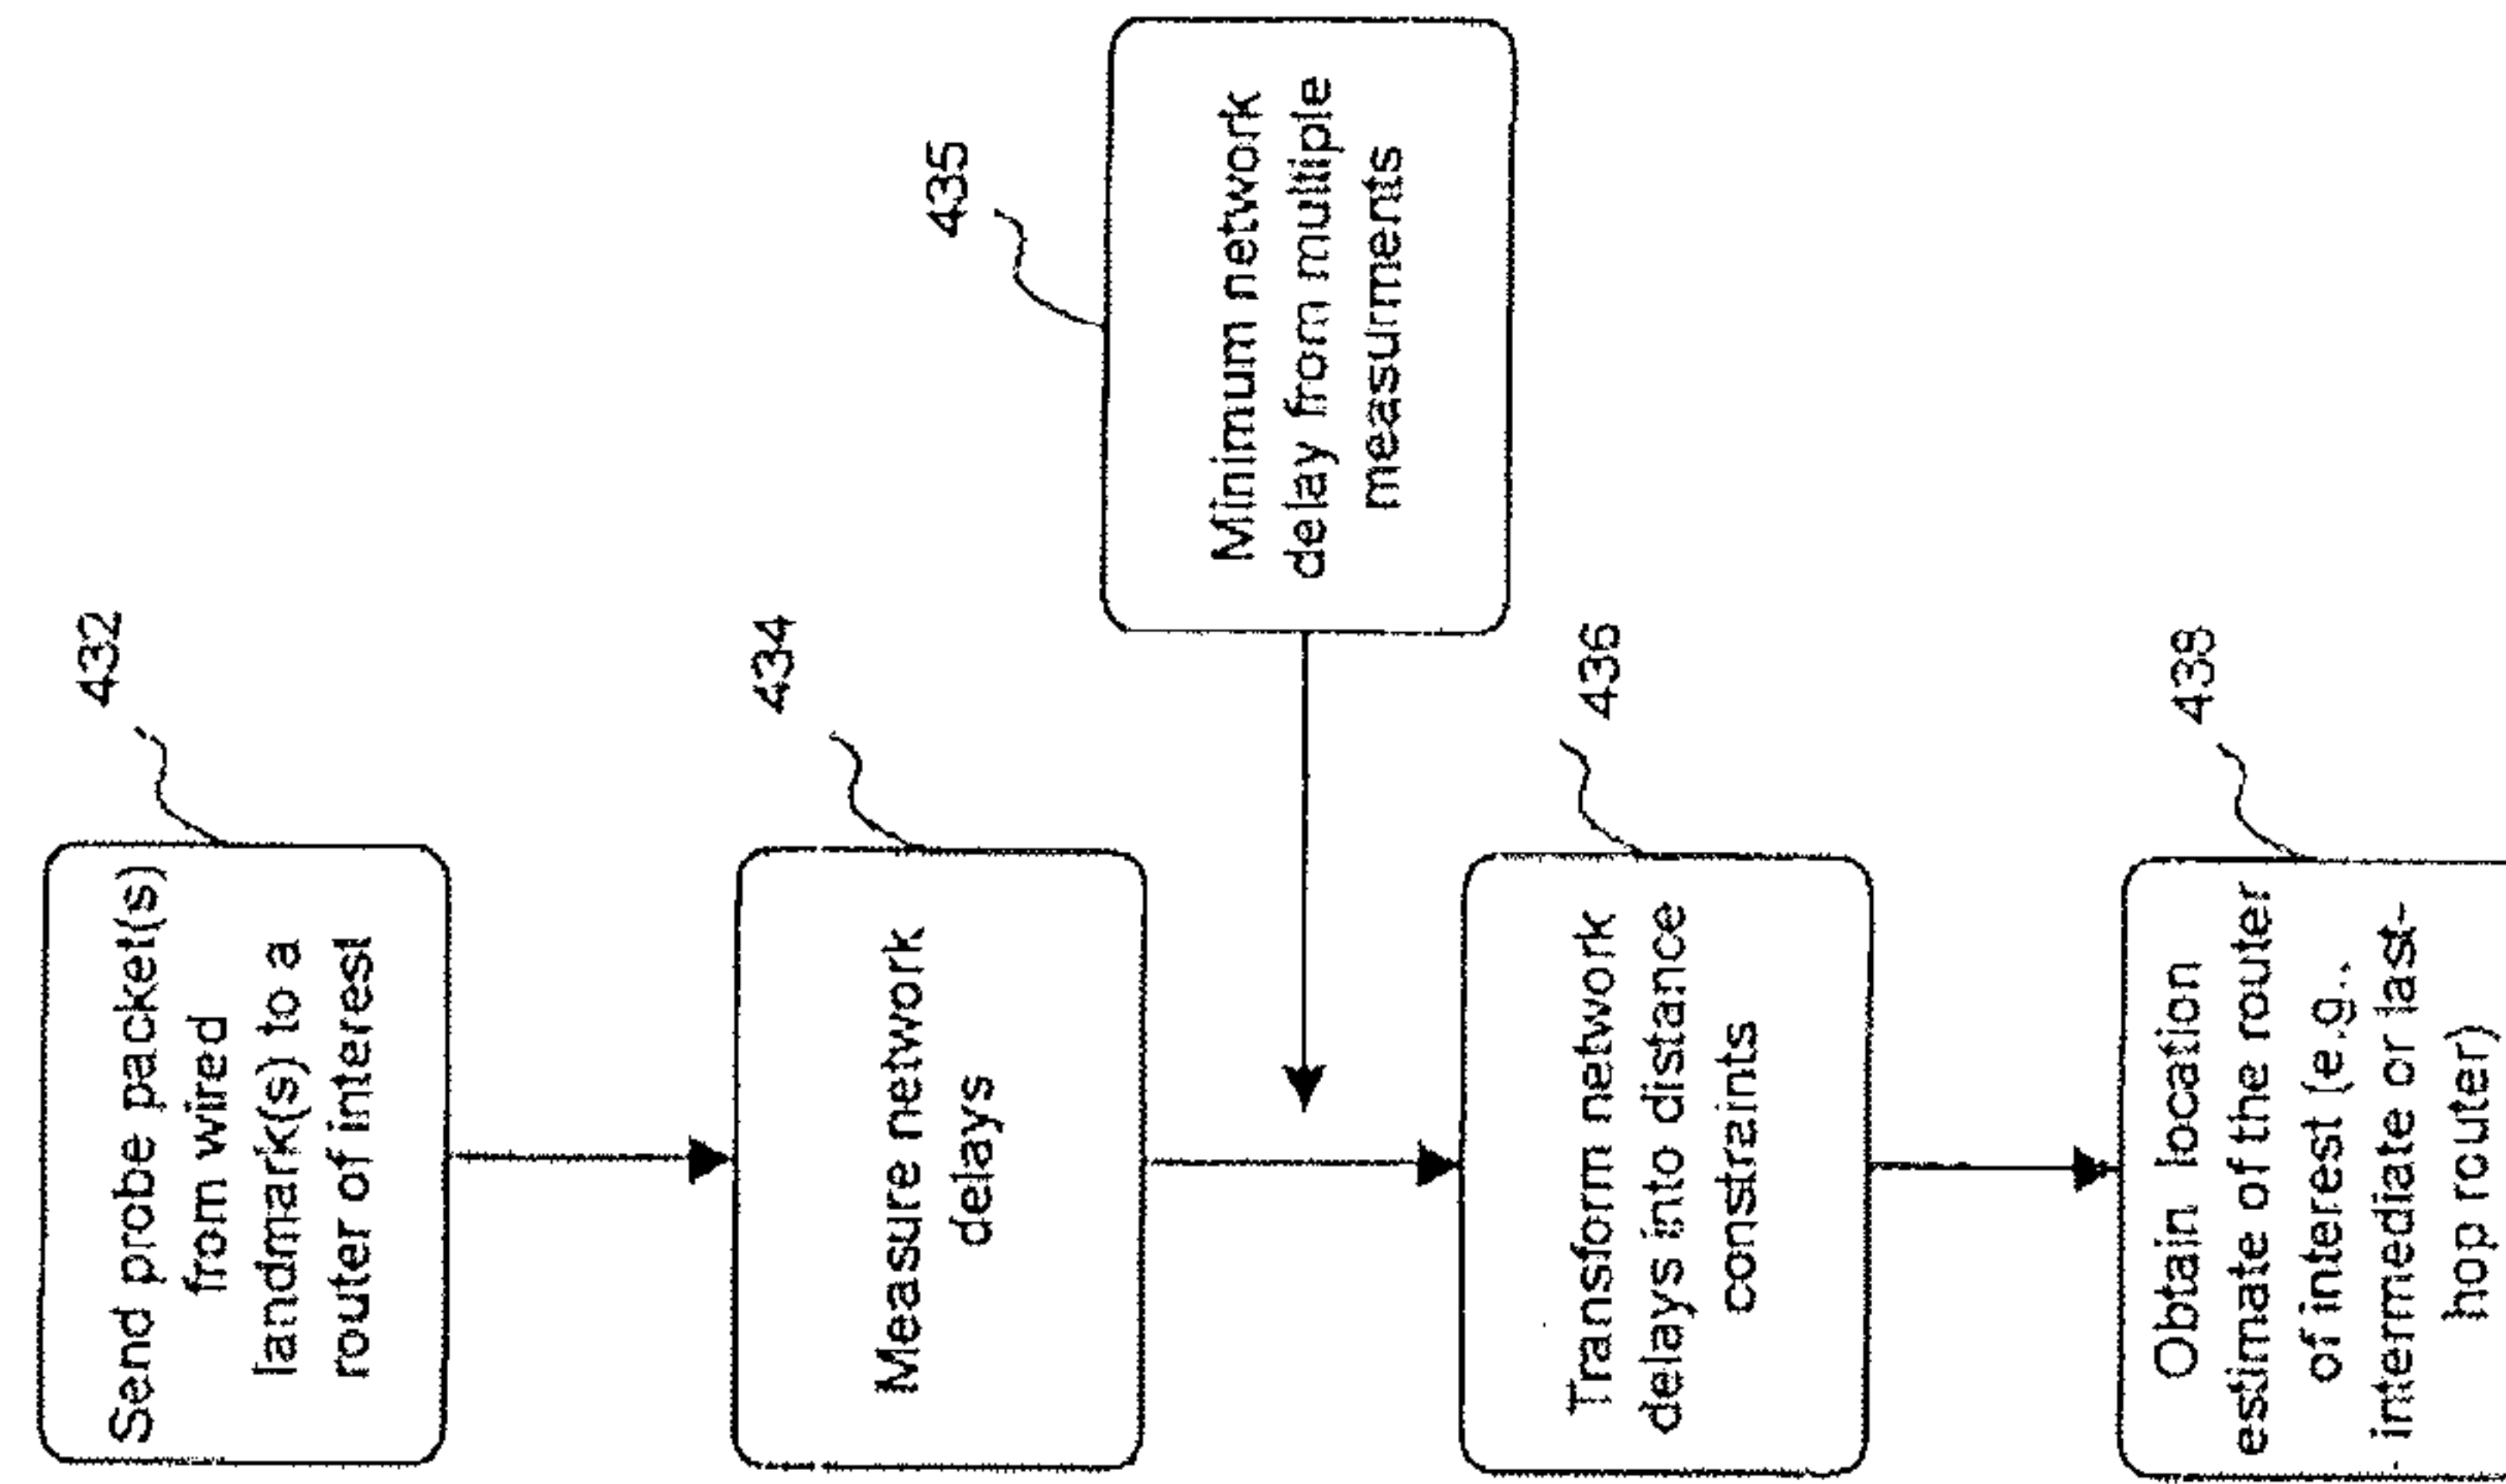 432
Send probe packet(s)
from wired
landmark(s) to a
router of interest
434
Measure network
delays
435
Minimum network
delay from multiple
measurments
436
Transform network
delays into distance
constraints
438
Obtain location
estimate of the router
of interest (e.g.,
intermediate or last-
hop router)